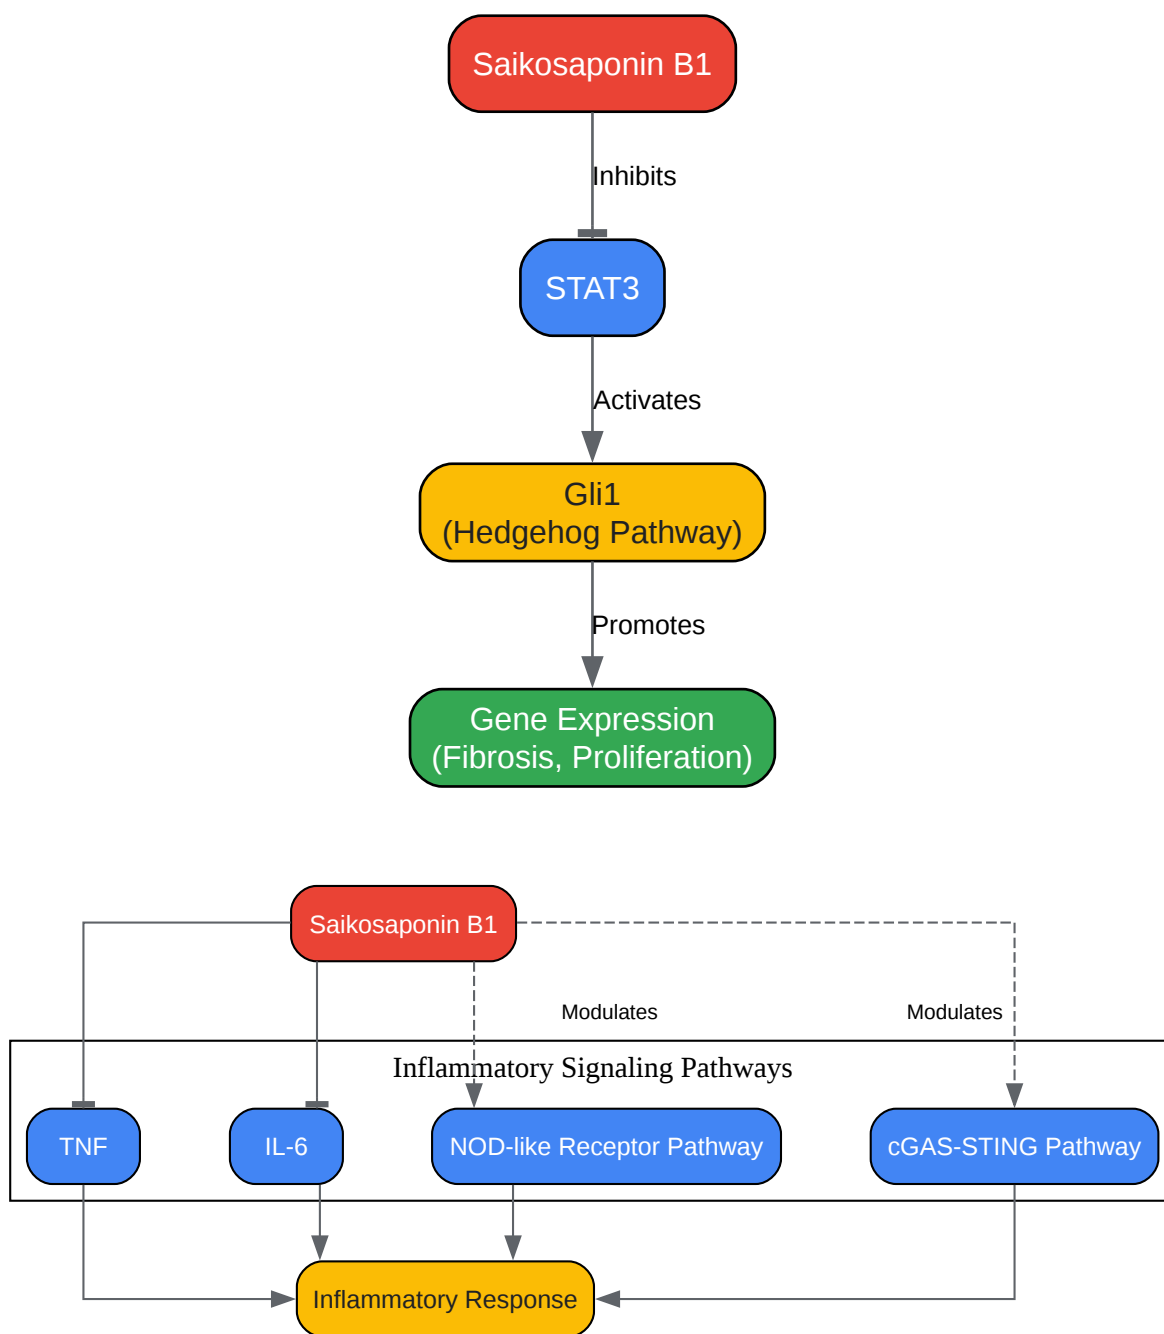 Saikosaponin B1
Inhibits
STAT3
Activates
Gli1
(Hedgehog Pathway)
Promotes
Gene Expression
(Fibrosis, Proliferation)
Saikosaponin B1
Modulates
Modulates
Inflammatory Signaling Pathways
TNF
IL-6
NOD-like Receptor Pathway
cGAS-STING Pathway
Inflammatory Response